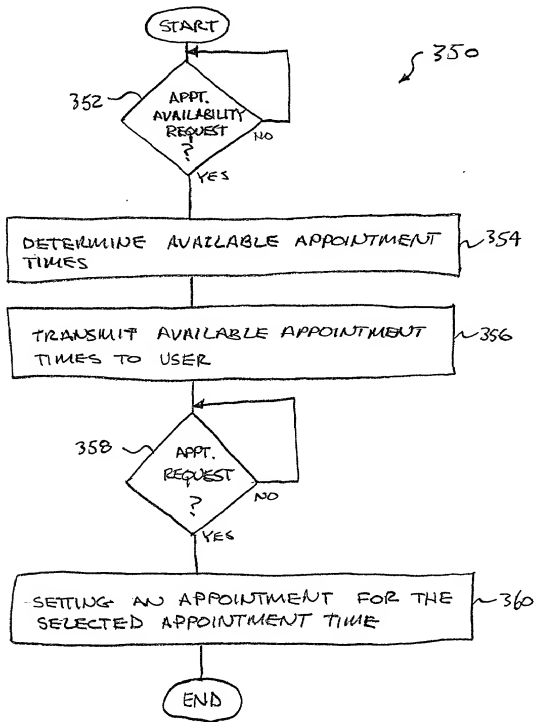 START
350
352
APPT.
AVAILABILITY
REQUEST
?
NO
YES
DETERMINE AVAILABLE APPOINTMENT
TIMES
354
TRANSMIT AVAILABLE APPOINTMENT
TIMES TO USER
356
358
APPT.
REQUEST
?
NO
YES
SETTING AN APPOINTMENT FOR THE
SELECTED APPOINTMENT TIME
360
END